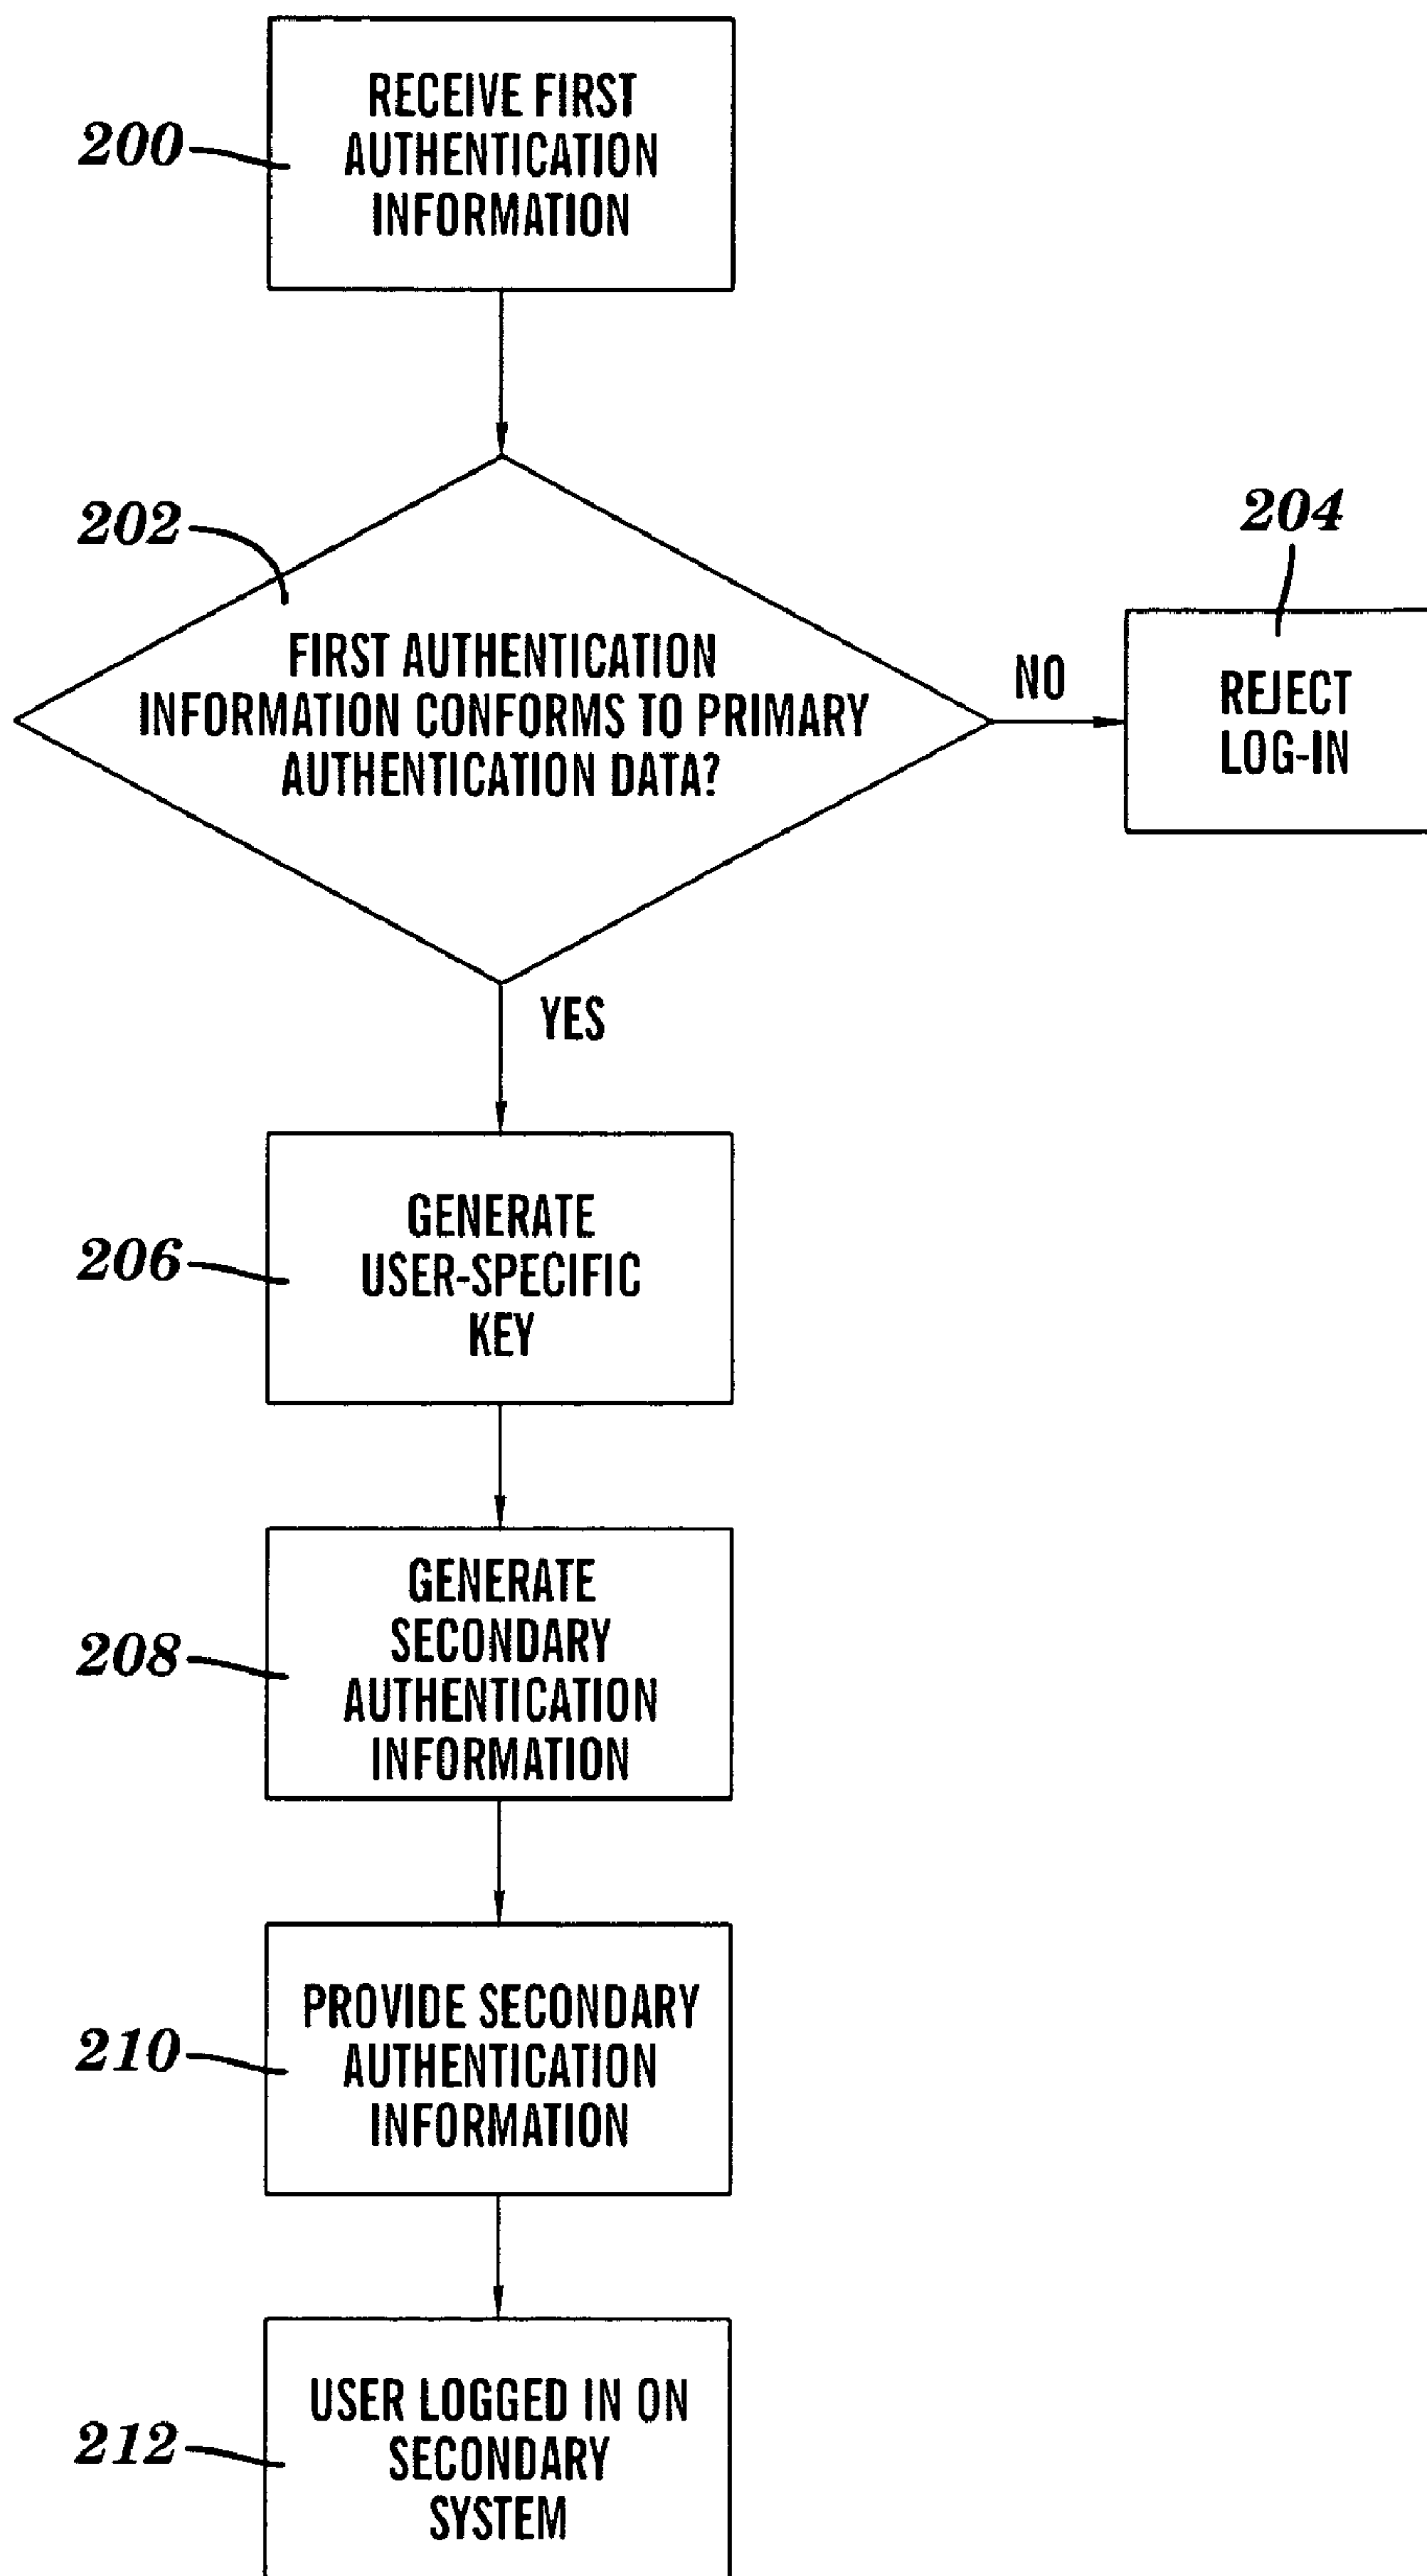 200
RECEIVE FIRST
AUTHENTICATION
INFORMATION
202
FIRST AUTHENTICATION
INFORMATION CONFORMS TO PRIMARY
AUTHENTICATION DATA?
NO
204
REJECT
LOG-IN
YES
206
GENERATE
USER-SPECIFIC
KEY
208
GENERATE
SECONDARY
AUTHENTICATION
INFORMATION
210
PROVIDE SECONDARY
AUTHENTICATION
INFORMATION
212
USER LOGGED IN ON
SECONDARY
SYSTEM